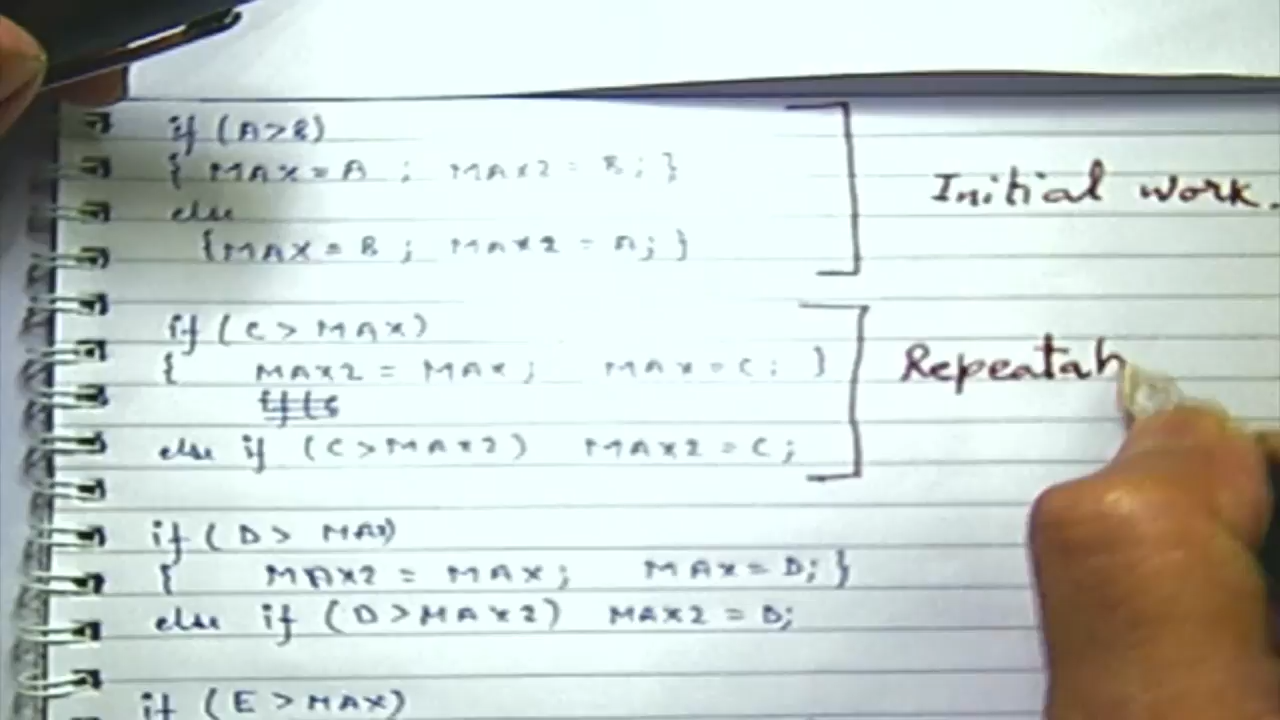 if (A>B)
{ MAX = A ; MAX2 = B; }
else
{MAX = B ; MAX2 = A; }
Initial work.
if (C > MAX)
{ MAX2 = MAX; MAX = C; }
else if (C > MAX2) MAX2 = C;
Repeatab
if (D > MAX)
{ MAX2 = MAX; MAX = D; }
else if (D > MAX2) MAX2 = D;
if (E > MAX)